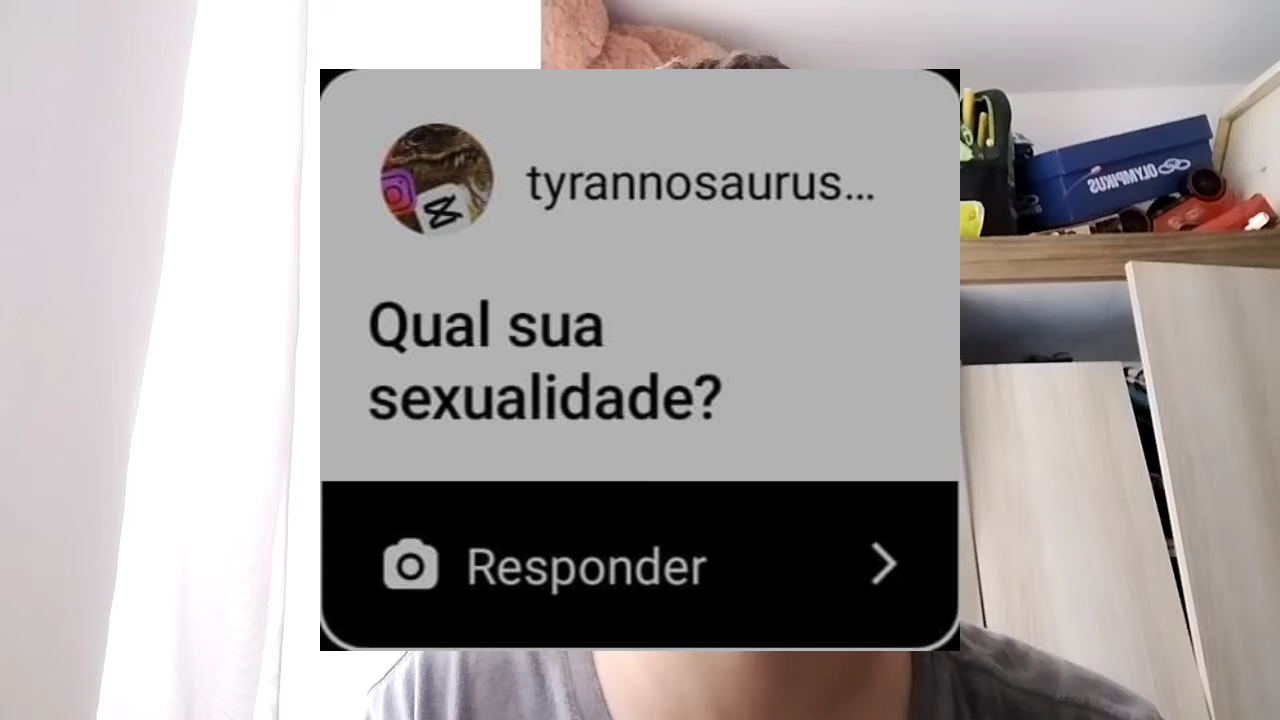 tyrannosaurus...
Qual sua
sexualidade?
Responder
OLYMPIKUS